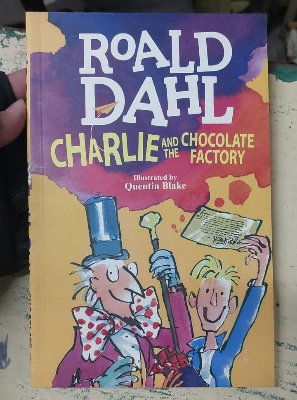 ROALD
DAHL
CHARLIE AND THE CHOCOLATE FACTORY
Illustrated by
Quentin Blake